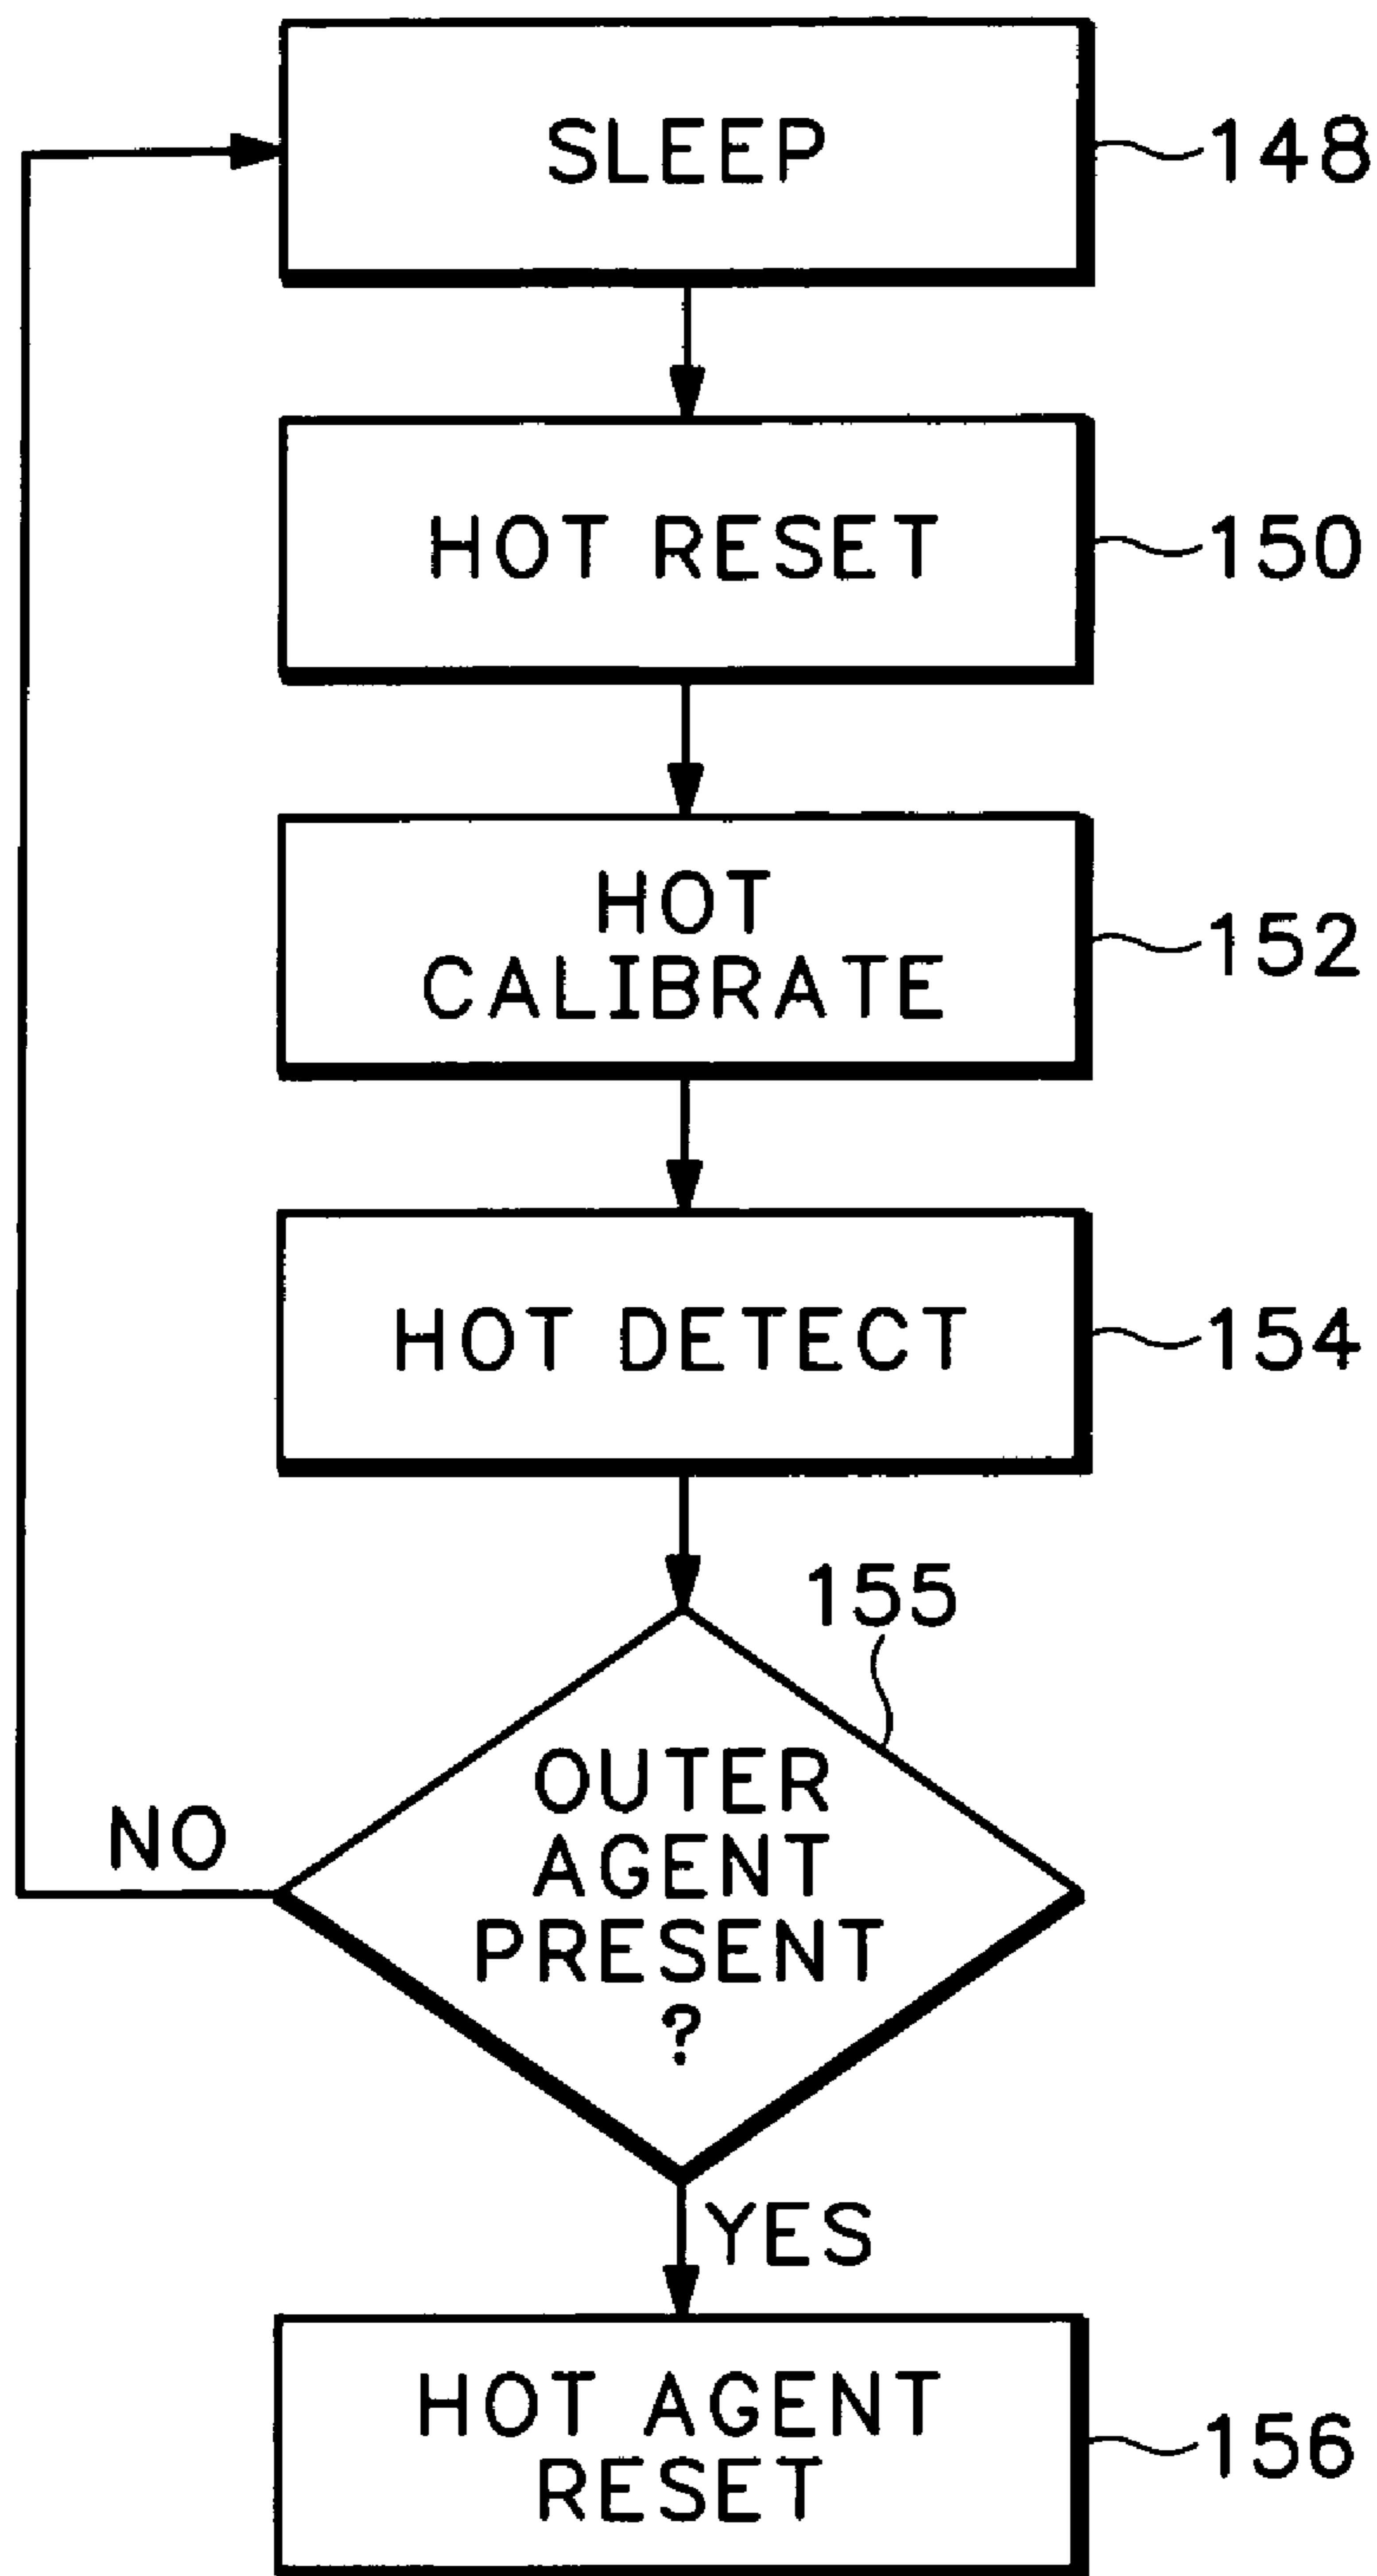 SLEEP
148
HOT RESET
150
HOT
CALIBRATE
152
HOT DETECT
154
155
OUTER
AGENT
PRESENT
?
NO
YES
HOT AGENT
RESET
156